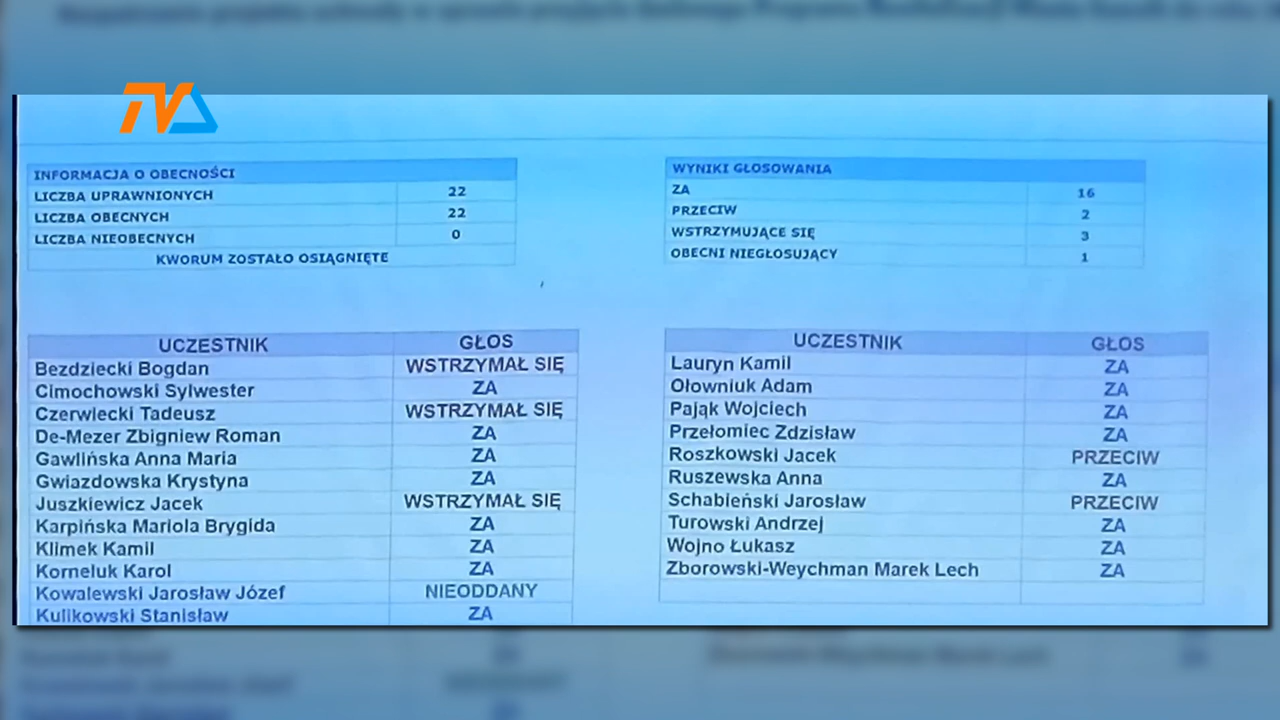 TVA
INFORMACJA O OBECNOŚCI
LICZBA UPRAWNIONYCH 22
LICZBA OBECNYCH 22
LICZBA NIEOBECNYCH 0
KWORUM ZOSTAŁO OSIĄGNIĘTE
WYNIKI GŁOSOWANIA
ZA 16
PRZECIW 2
WSTRZYMUJĄCE SIĘ 3
OBECNI NIEGŁOSUJĄCY 1
UCZESTNIK GŁOS
Bezdziecki Bogdan WSTRZYMAŁ SIĘ
Cimochowski Sylwester ZA
Czerwiecki Tadeusz WSTRZYMAŁ SIĘ
De-Mezer Zbigniew Roman ZA
Gawlińska Anna Maria ZA
Gwiazdowska Krystyna ZA
Juszkiewicz Jacek WSTRZYMAŁ SIĘ
Karpińska Mariola Brygida ZA
Klimek Kamil ZA
Korneluk Karol ZA
Kowalewski Jarosław Józef NIEODDANY
Kulikowski Stanisław ZA
UCZESTNIK GŁOS
Lauryn Kamil ZA
Ołowniuk Adam ZA
Pająk Wojciech ZA
Przełomiec Zdzisław ZA
Roszkowski Jacek PRZECIW
Ruszewska Anna ZA
Schabieński Jarosław PRZECIW
Turowski Andrzej ZA
Wojno Łukasz ZA
Zborowski-Weychman Marek Lech ZA